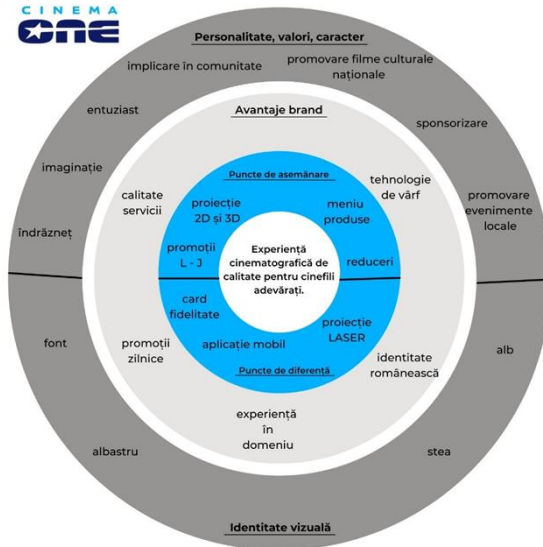 CINEMA
ONE
Personalitate, valori, caracter
implicare în comunitate
promovare filme culturale
naționale
entuziast
sponsorizare
imaginație
promovare
evenimente
locale
îndrăzneț
Avantaje brand
calitate
servicii
tehnologie
de vârf
Puncte de asemănare
proiecție
2D și 3D
meniu
produse
promoții
L - J
reduceri
Experiență
cinematografică de
calitate pentru cinefili
adevărați.
card
fidelitate
aplicație mobil
proiecție
LASER
Puncte de diferență
promoții
zilnice
identitate
românească
experiență
în
domeniu
font
alb
albastru
stea
Identitate vizuală